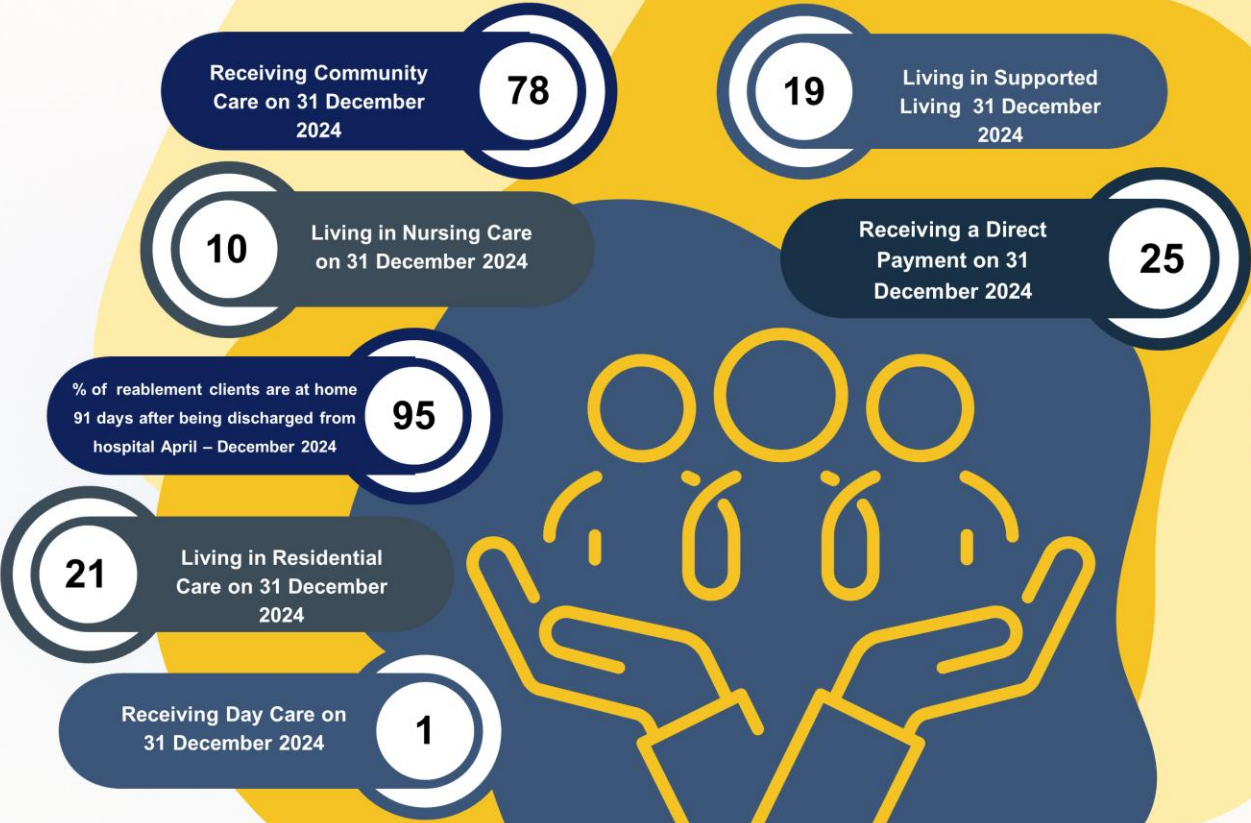 Receiving Community
Care on 31 December
2024
78
19
Living in Supported
Living 31 December
2024
10
Living in Nursing Care
on 31 December 2024
Receiving a Direct
Payment on 31
December 2024
25
% of reablement clients are at home
91 days after being discharged from
hospital April – December 2024
95
21
Living in Residential
Care on 31 December
2024
Receiving Day Care on
31 December 2024
1